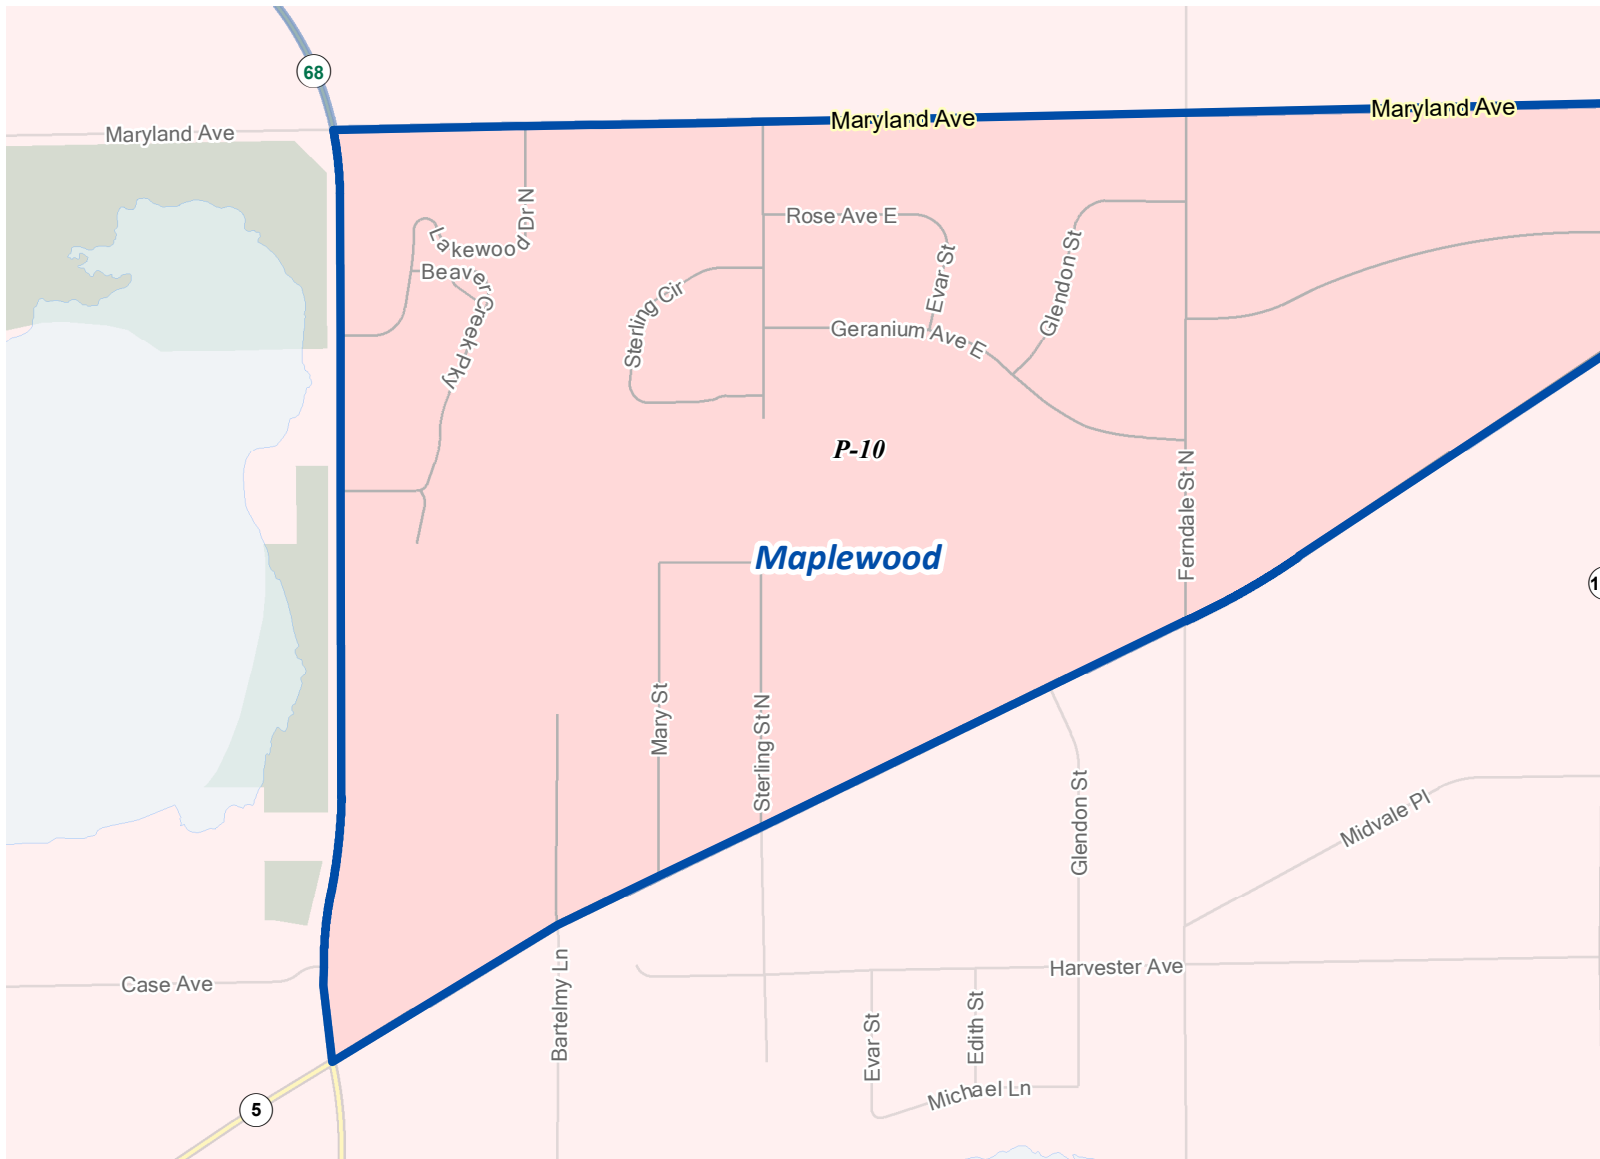 68
Maryland Ave
Maryland Ave
Maryland Ave
Lakewood Dr N
Rose Ave E
Beaver Creek Pky
Evar St
Glendon St
Sterling Cir
Geranium Ave E
P-10
Ferndale St N
Maplewood
1
Mary St
Sterling St N
Glendon St
Midvale Pl
Case Ave
Bartelmy Ln
Harvester Ave
Evar St
Edith St
Michael Ln
5